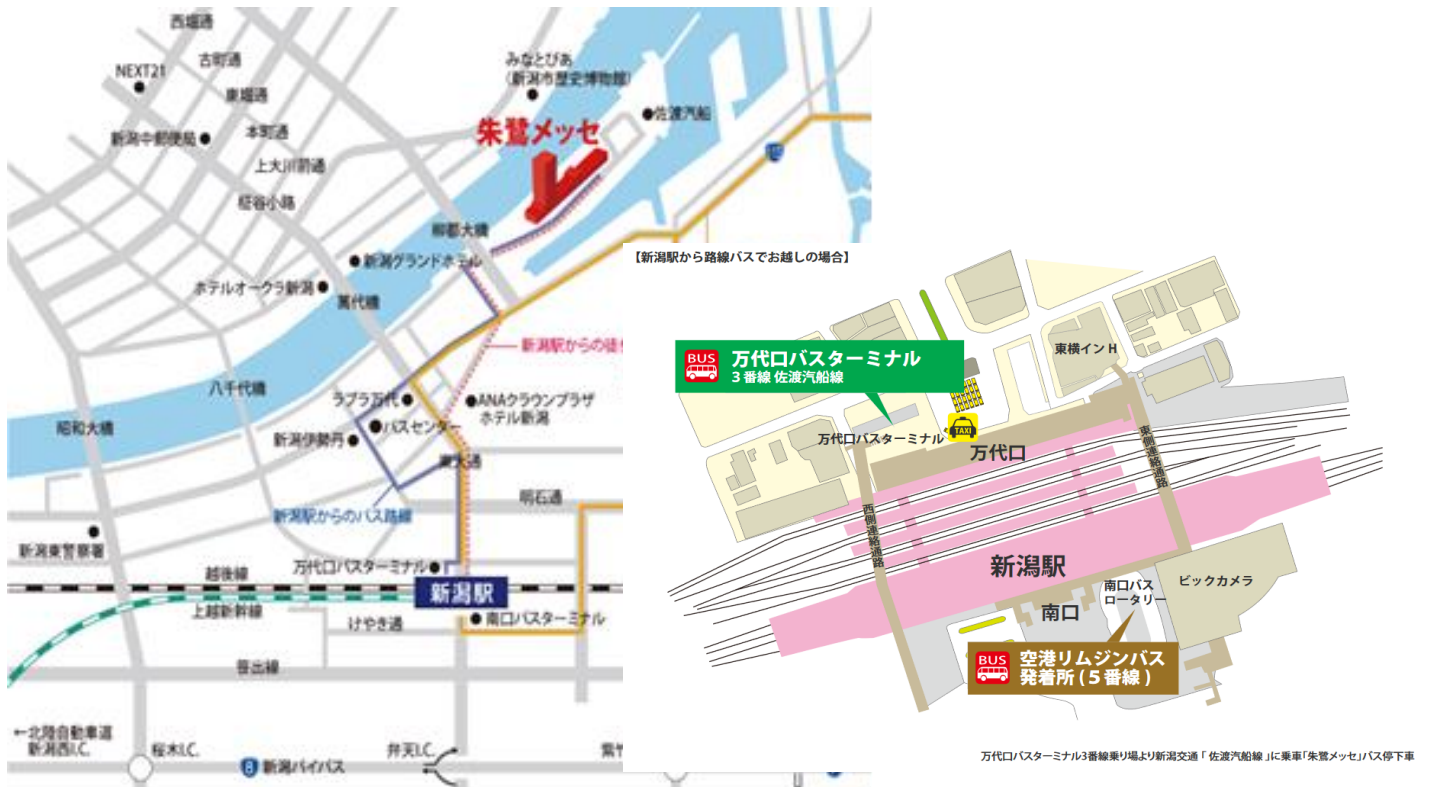 西堀通
古町通
NEXT21
東堀通
新潟中郵便局
本町通
上大川前通
柾谷小路
みなとぴあ
(新潟市歴史博物館)
佐渡汽船
朱鷺メッセ
柳都大橋
新潟グランドホテル
ホテルオークラ新潟
萬代橋
新潟駅からの徒
八千代橋
ラブラ万代
ANAクラウンプラザ
ホテル新潟
昭和大橋
バスセンター
新潟伊勢丹
東大通
明石通
新潟駅からのバス路線
新潟東警察署
越後線
万代口バスターミナル
新潟駅
上越新幹線
けやき通
南口バスターミナル
笹出線
←北陸自動車道
新潟西I.C.
桜木I.C.
弁天I.C.
紫竹
8 新潟バイパス
【新潟駅から路線バスでお越しの場合】
BUS
万代口バスターミナル
3番線 佐渡汽船線
東横インH
万代口バスターミナル
TAXI
万代口
東側連絡通路
西側連絡通路
新潟駅
南口バス
ロータリー
ビックカメラ
南口
BUS
空港リムジンバス
発着所(5番線)
万代口バスターミナル3番線乗り場より新潟交通「佐渡汽船線」に乗車「朱鷺メッセ」バス停下車